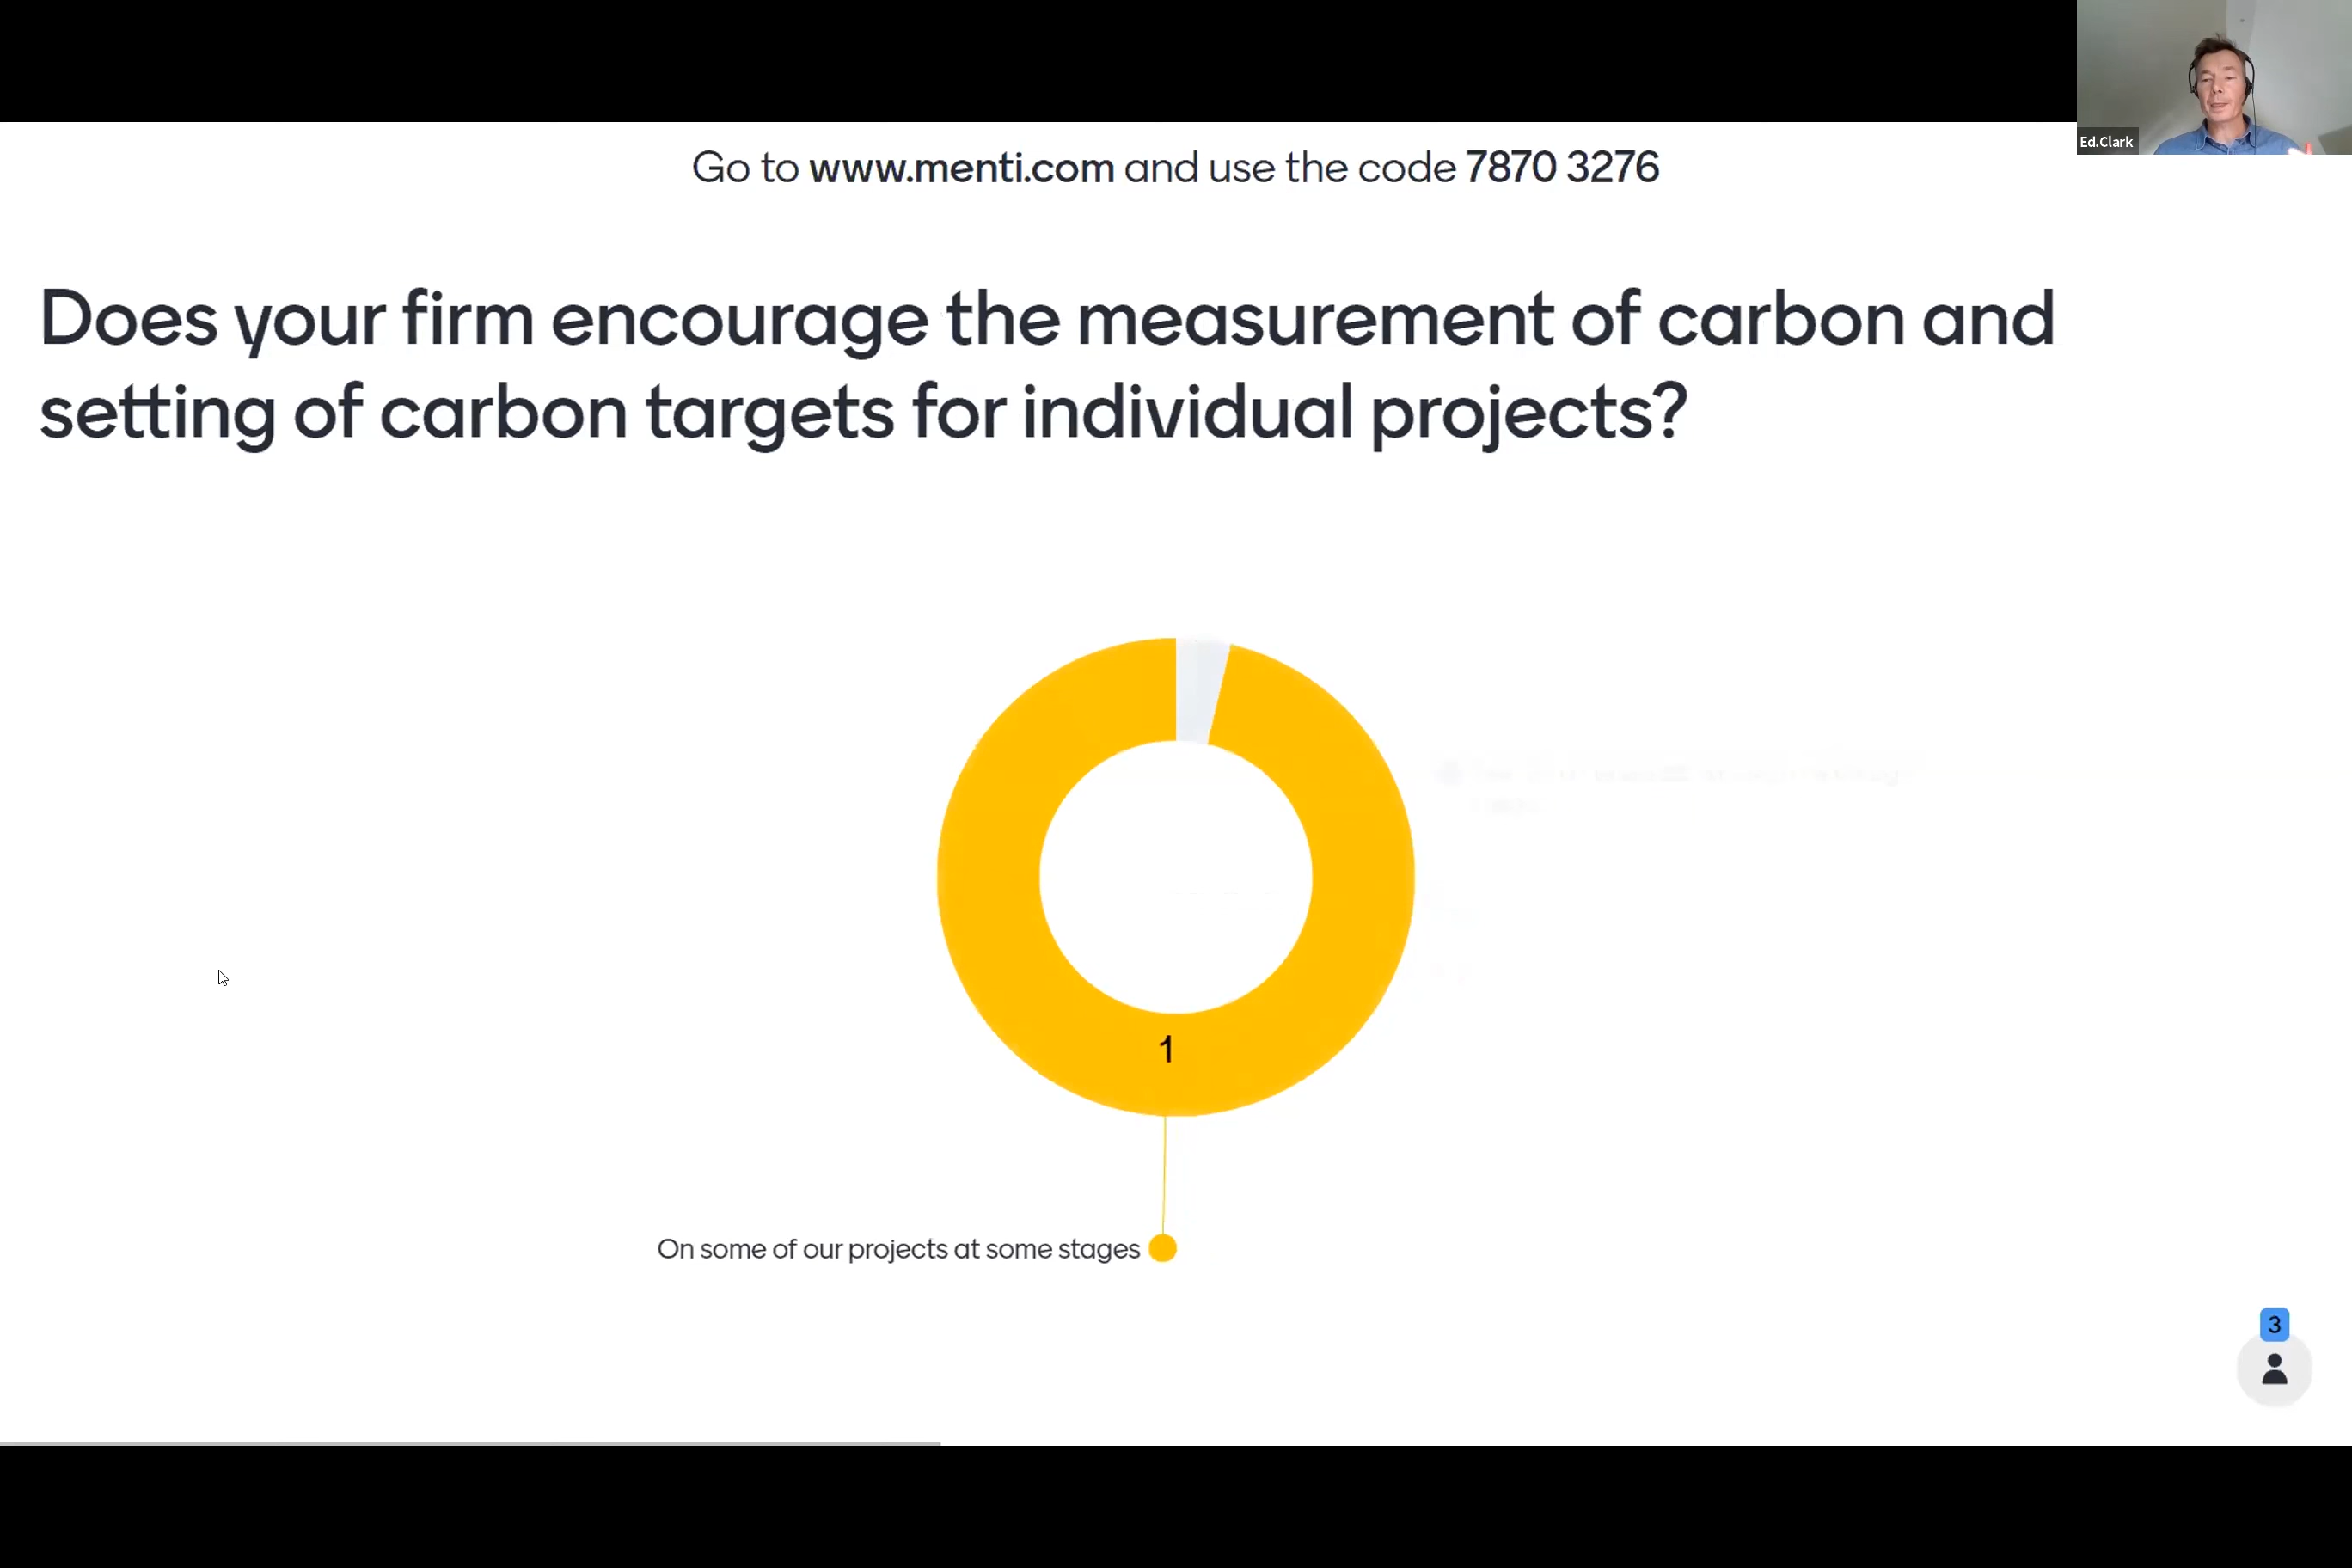 Ed.Clark
Go to www.menti.com and use the code 7870 3276
Does your firm encourage the measurement of carbon and
setting of carbon targets for individual projects?
1
On some of our projects at some stages
3